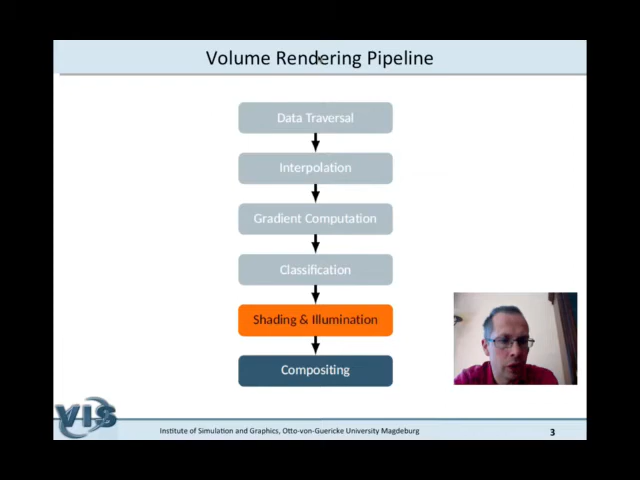 Volume Rendering Pipeline
Data Traversal
Interpolation
Gradient Computation
Classification
Shading & Illumination
Compositing
VIS
Institute of Simulation and Graphics, Otto-von-Guericke University Magdeburg
3